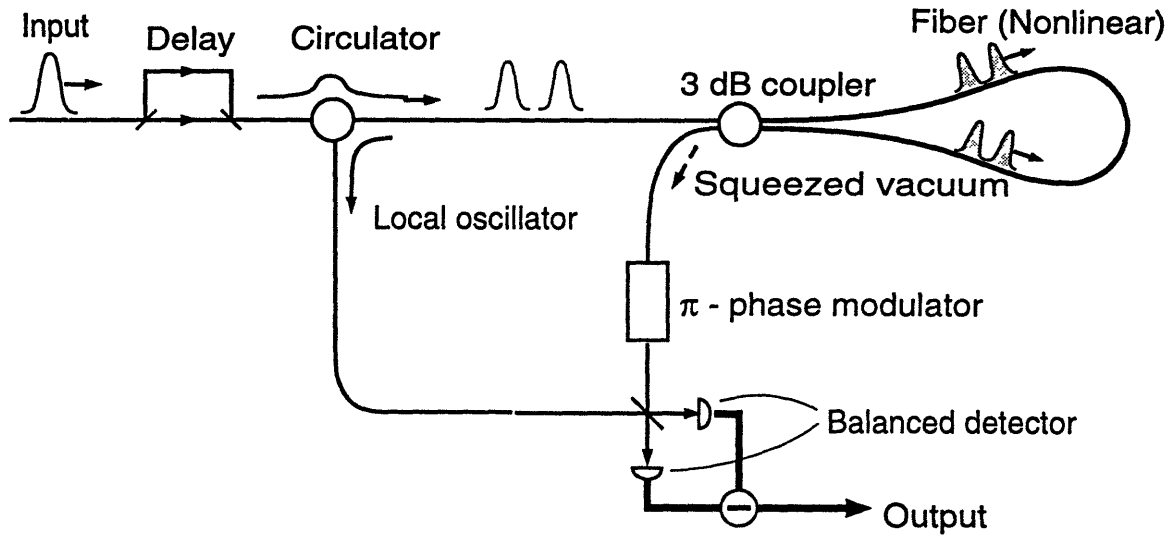 Input
Delay
Circulator
Fiber (Nonlinear)
3 dB coupler
Squeezed vacuum
Local oscillator
π - phase modulator
Balanced detector
Output